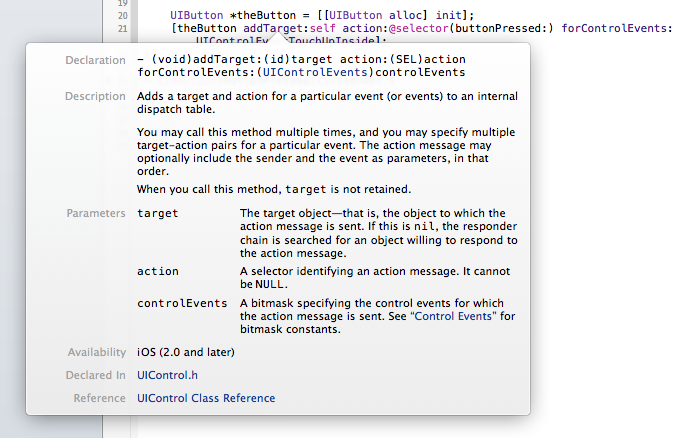 19
20 UIButton *theButton = [[UIButton alloc] init];
21 [theButton addTarget:self action:@selector(buttonPressed:) forControlEvents:
Declaration - (void)addTarget:(id)target action:(SEL)action
forControlEvents:(UIControlEvents)controlEvents
Description Adds a target and action for a particular event (or events) to an internal
dispatch table.
You may call this method multiple times, and you may specify multiple
target-action pairs for a particular event. The action message may
optionally include the sender and the event as parameters, in that
order.
When you call this method, target is not retained.
Parameters target The target object—that is, the object to which the
action message is sent. If this is nil, the responder
chain is searched for an object willing to respond to
the action message.
action A selector identifying an action message. It cannot
be NULL.
controlEvents A bitmask specifying the control events for which
the action message is sent. See “Control Events” for
bitmask constants.
Availability iOS (2.0 and later)
Declared In UIControl.h
Reference UIControl Class Reference